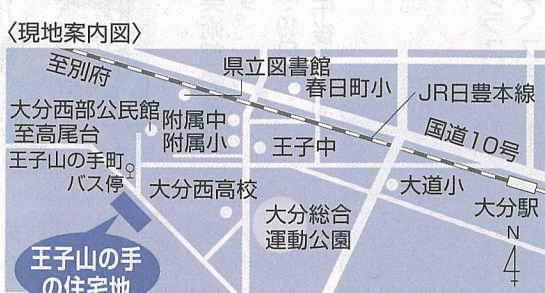 〈現地案内図〉
至別府
県立図書館
春日町小
JR日豊本線
国道10号
大分西部公民館
至高尾台
附属中
附属小
王子中
王子山の手町
バス停
大分西高校
大道小
大分駅
大分総合
運動公園
N
王子山の手
の住宅地